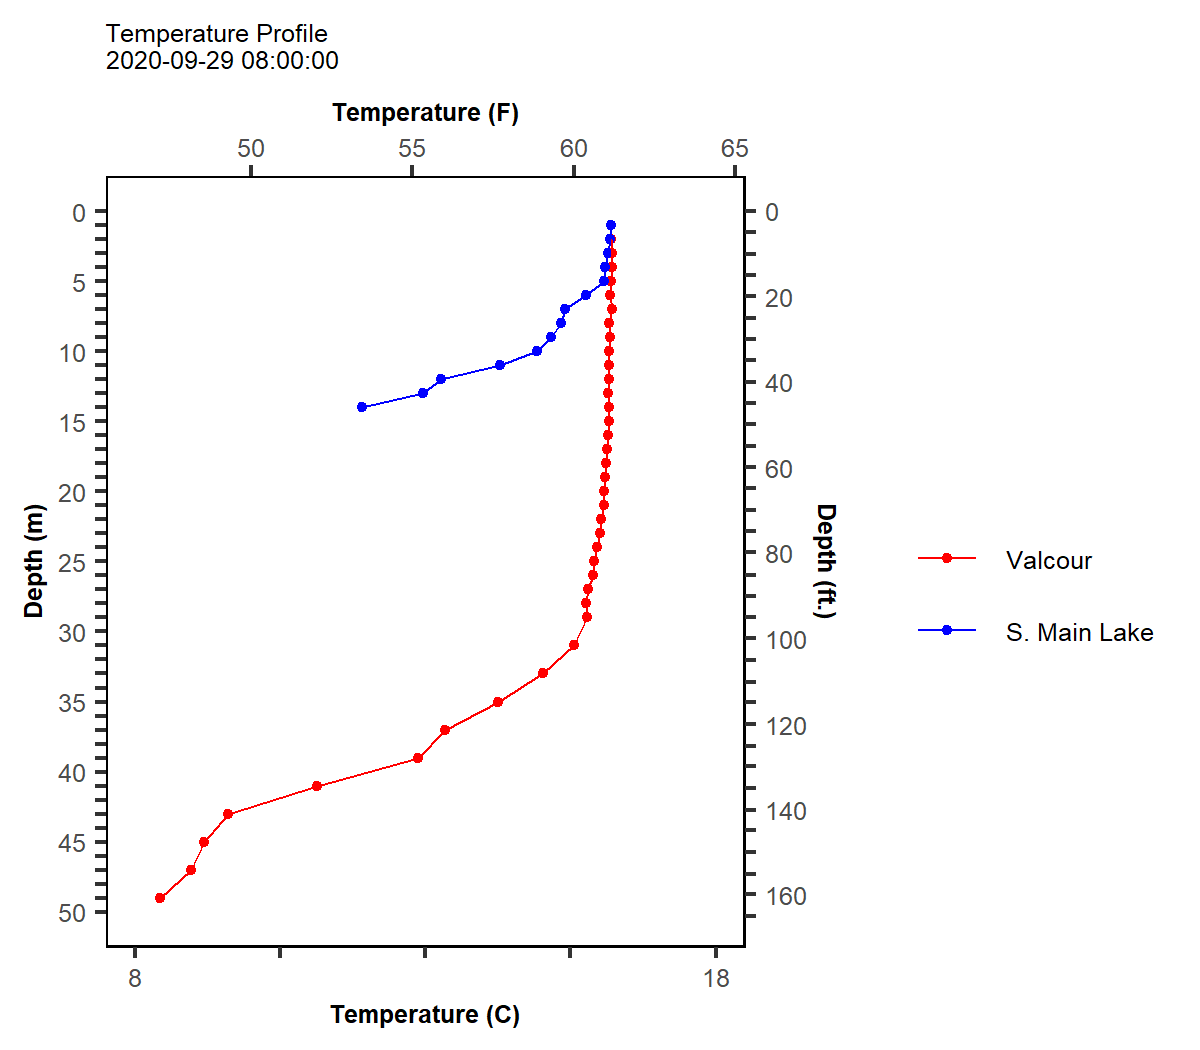 Temperature Profile
2020-09-29 08:00:00
Temperature (F)
50 55 60 65
0
5
10
15
20
25
30
35
40
45
50
Depth (m)
0
20
40
60
80
100
120
140
160
Depth (ft.)
Valcour
S. Main Lake
8 18
Temperature (C)